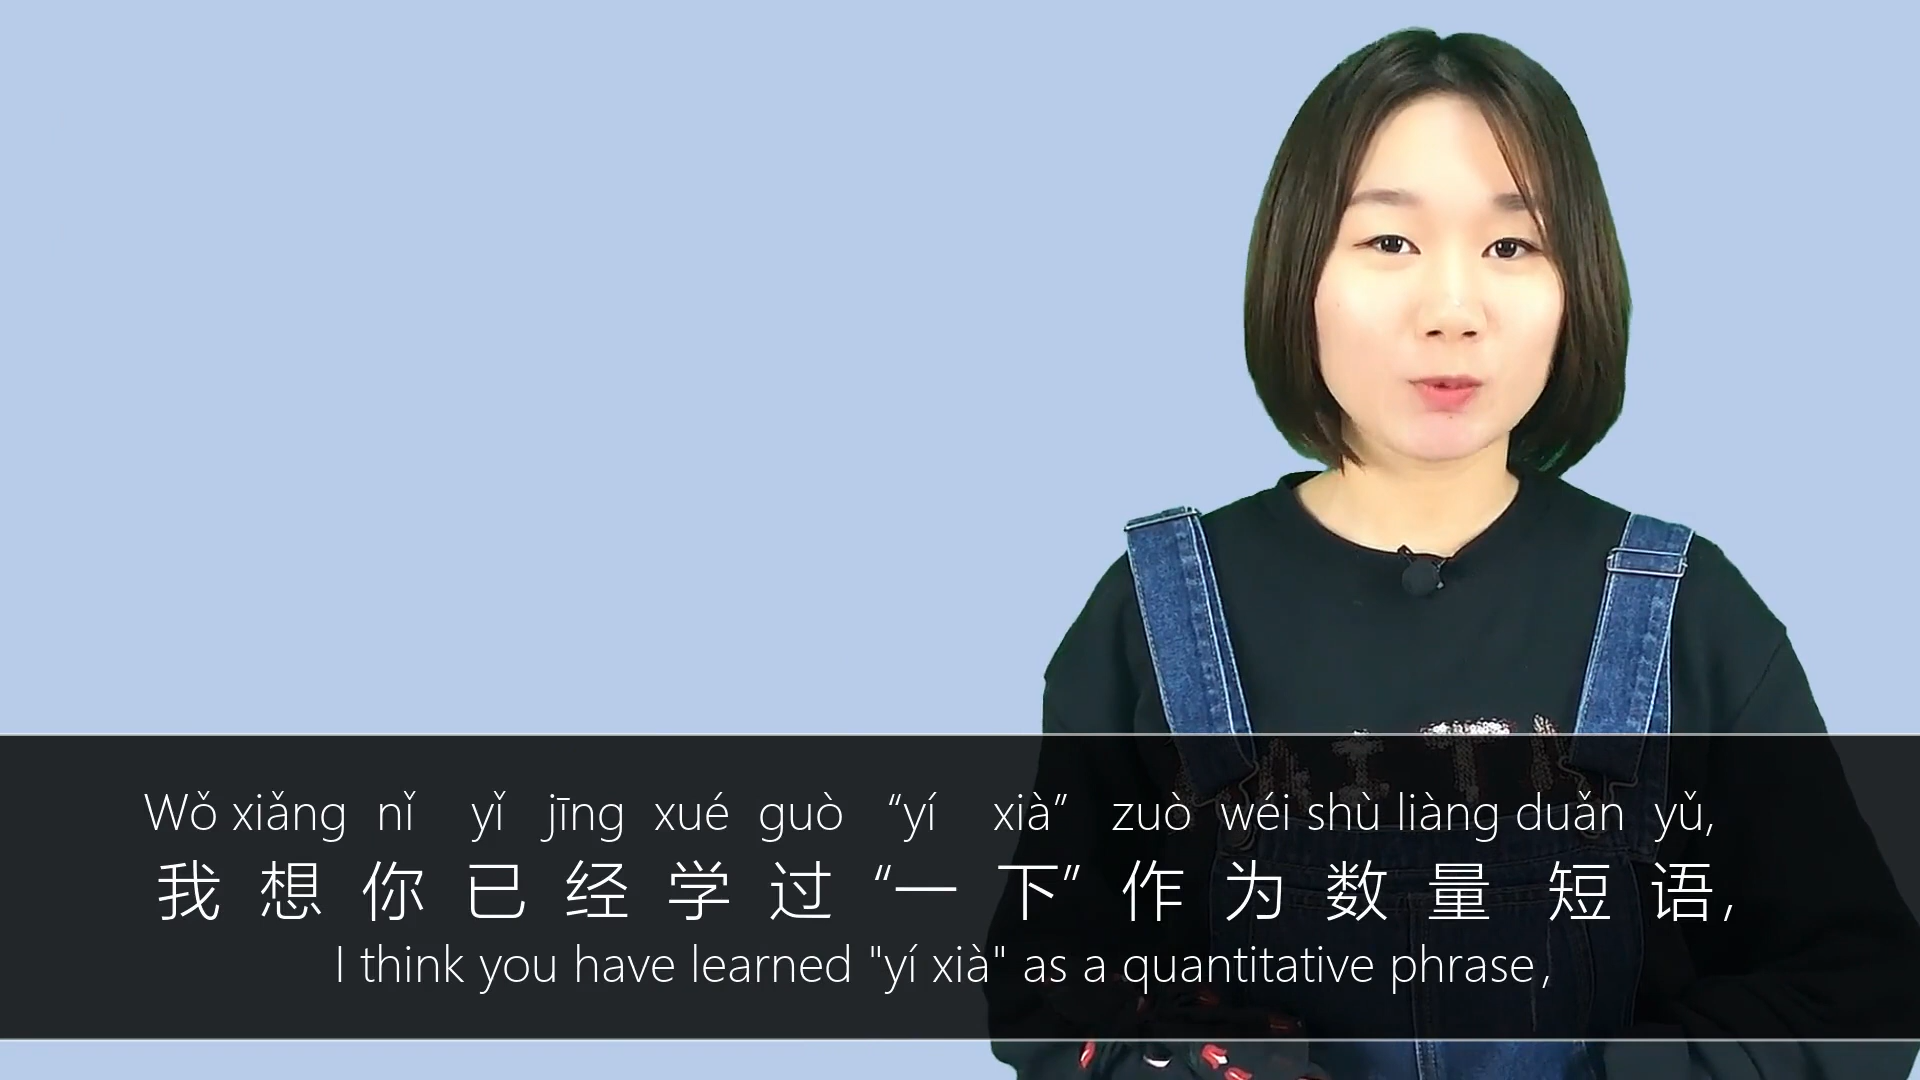 Wǒ xiǎng nǐ yǐ jīng xué guò “yí xià” zuò wéi shù liàng duǎn yǔ,
我想你已经学过“一下”作为数量短语,
I think you have learned "yí xià" as a quantitative phrase,